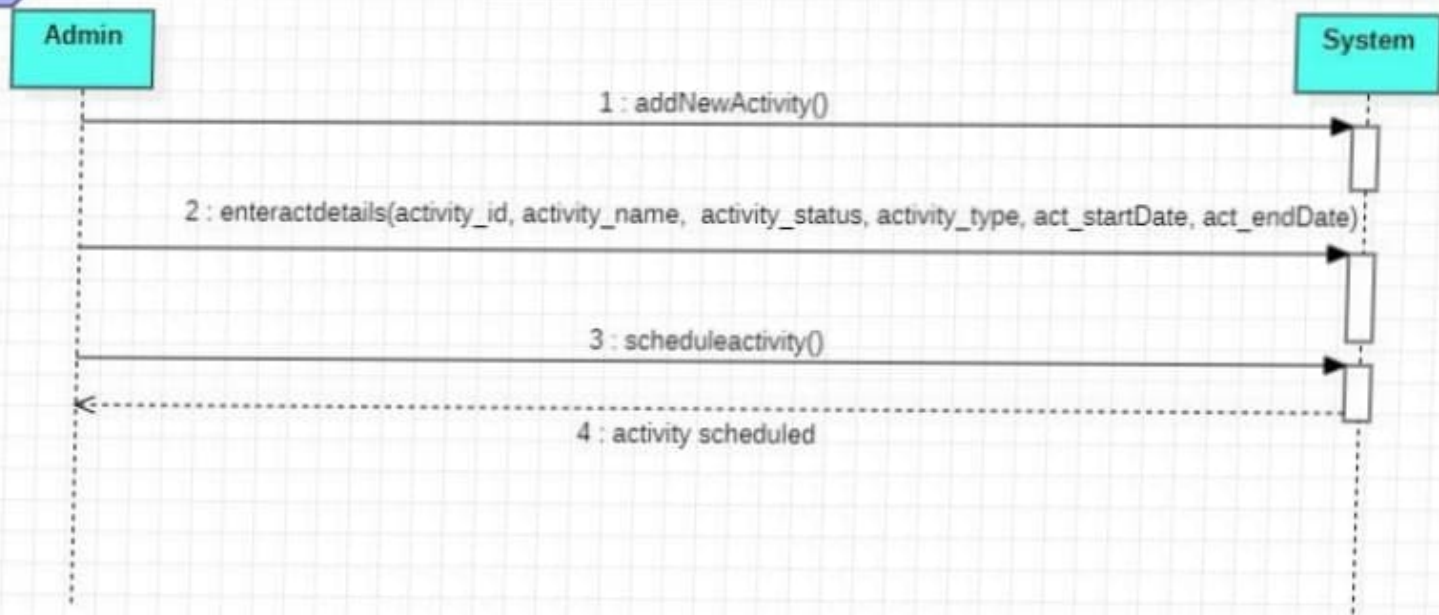 Admin
System
1 : addNewActivity()
2 : enteractdetails(activity_id, activity_name, activity_status, activity_type, act_startDate, act_endDate)
3 : scheduleactivity()
4 : activity scheduled